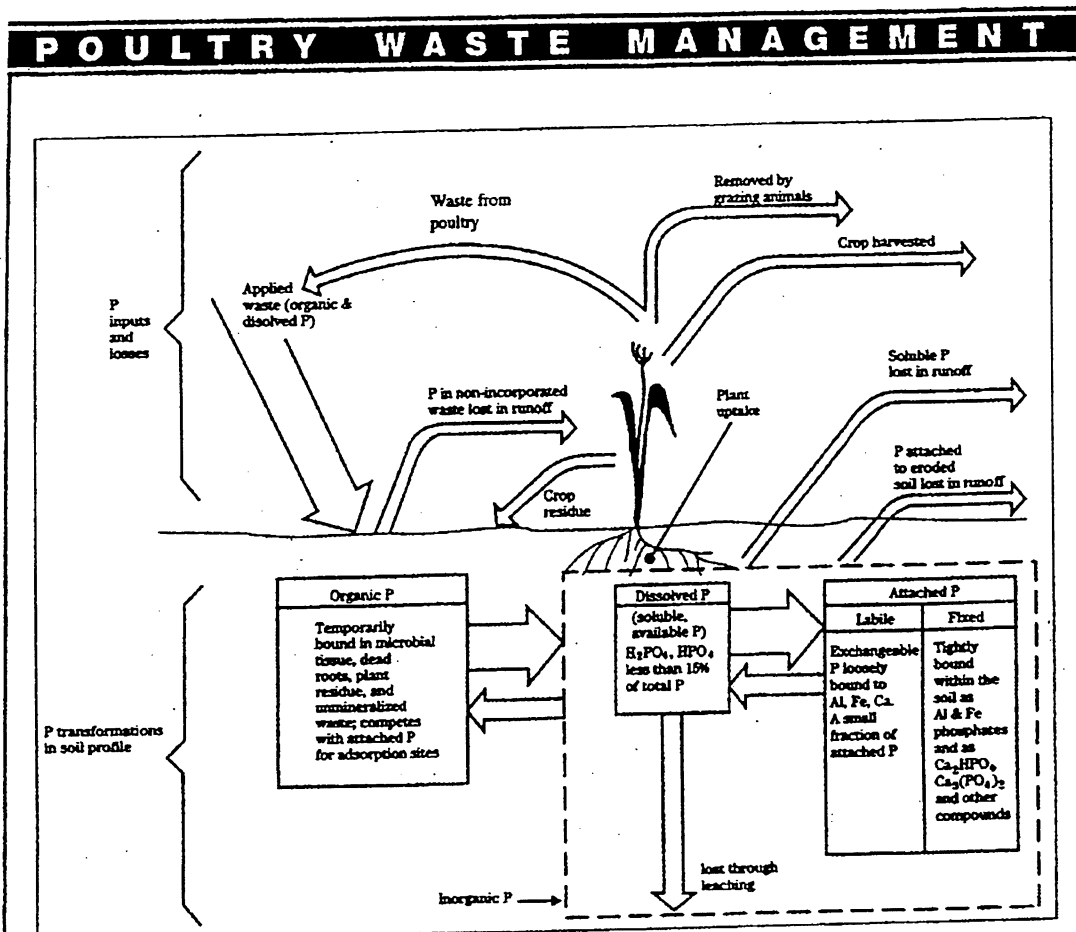 POULTRY WASTE MANAGEMENT
Removed by
grazing animals
Waste from
poultry
Crop harvested
Applied
waste (organic &
disolved P)
P
inputs
and
losses
Soluble P
lost in runoff
P in non-incorporated
waste lost in runoff
Plant
uptake
P attached
to eroded
soil lost in runoff
Crop
residue
P transformations
in soil profile
Organic P
Temporarily
bound in microbial
tissue, dead
roots, plant
residue, and
unmineralized
waste; competes
with attached P
for adsorption sites
Dissolved P
(soluble,
available P)
H₂PO₄, HPO₄
less than 15%
of total P
Attached P
Labile
Exchangeable
P loosely
bound to
Al, Fe, Ca.
A small
fraction of
attached P
Fixed
Tightly
bound
within the
soil as
Al & Fe
phosphates
and as
Ca₂HPO₄,
Ca₃(PO₄)₂
and other
compounds
lost through
leaching
Inorganic P